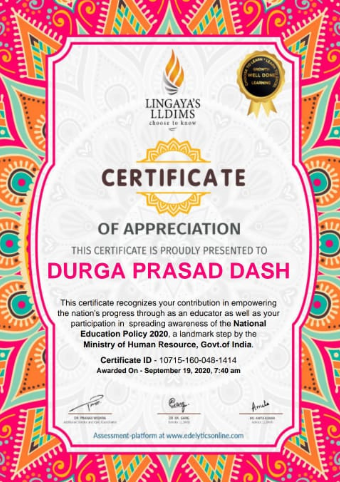 LINGAYA'S
LLDIMS
choose to know
WELL DONE
LEARNING
CERTIFICATE
OF APPRECIATION
THIS CERTIFICATE IS PROUDLY PRESENTED TO
DURGA PRASAD DASH
This certificate recognizes your contribution in empowering
the nation's progress through as an educator as well as your
participation in spreading awareness of the National
Education Policy 2020, a landmark step by the
Ministry of Human Resource, Govt.of India.
Certificate ID - 10715-160-048-1414
Awarded On - September 19, 2020, 7:40 am
Assessment-platform at www.edelyticsonline.com